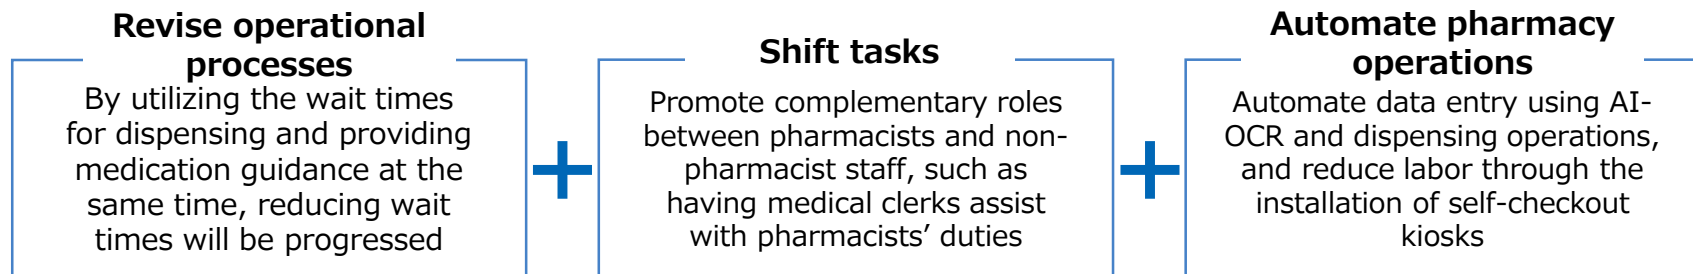 Revise operational
processes
By utilizing the wait times
for dispensing and providing
medication guidance at the
same time, reducing wait
times will be progressed
Shift tasks
Promote complementary roles
between pharmacists and non-
pharmacist staff, such as
having medical clerks assist
with pharmacists’ duties
Automate pharmacy
operations
Automate data entry using AI-
OCR and dispensing operations,
and reduce labor through the
installation of self-checkout
kiosks